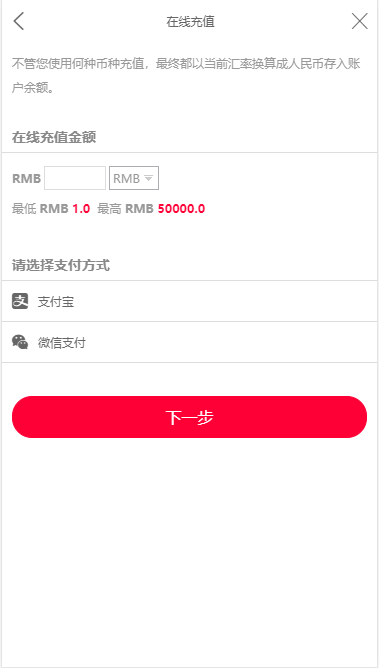 在线充值
不管您使用何种币种充值，最终都以当前汇率换算成人民币存入账
户余额。
在线充值金额
RMB RMB
最低 RMB 1.0 最高 RMB 50000.0
请选择支付方式
支付宝
微信支付
下一步